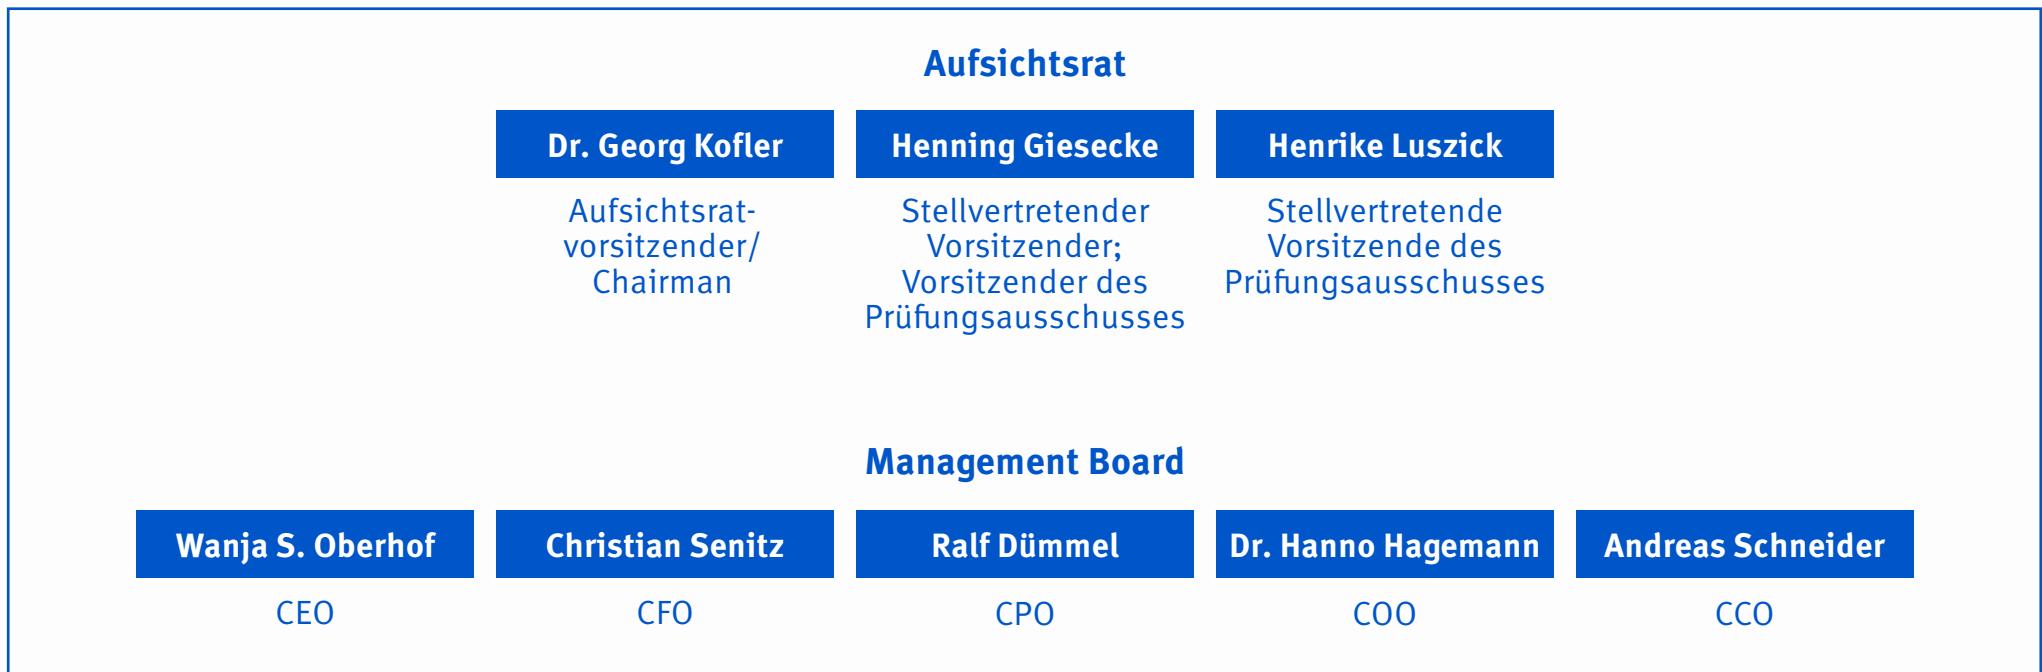 Aufsichtsrat
Dr. Georg Kofler
Henning Giesecke
Henrike Luszick
Aufsichtsrat-
vorsitzender/
Chairman
Stellvertretender
Vorsitzender;
Vorsitzender des
Prüfungsausschusses
Stellvertretende
Vorsitzende des
Prüfungsausschusses
Management Board
Wanja S. Oberhof
Christian Senitz
Ralf Dümmel
Dr. Hanno Hagemann
Andreas Schneider
CEO
CFO
CPO
COO
CCO